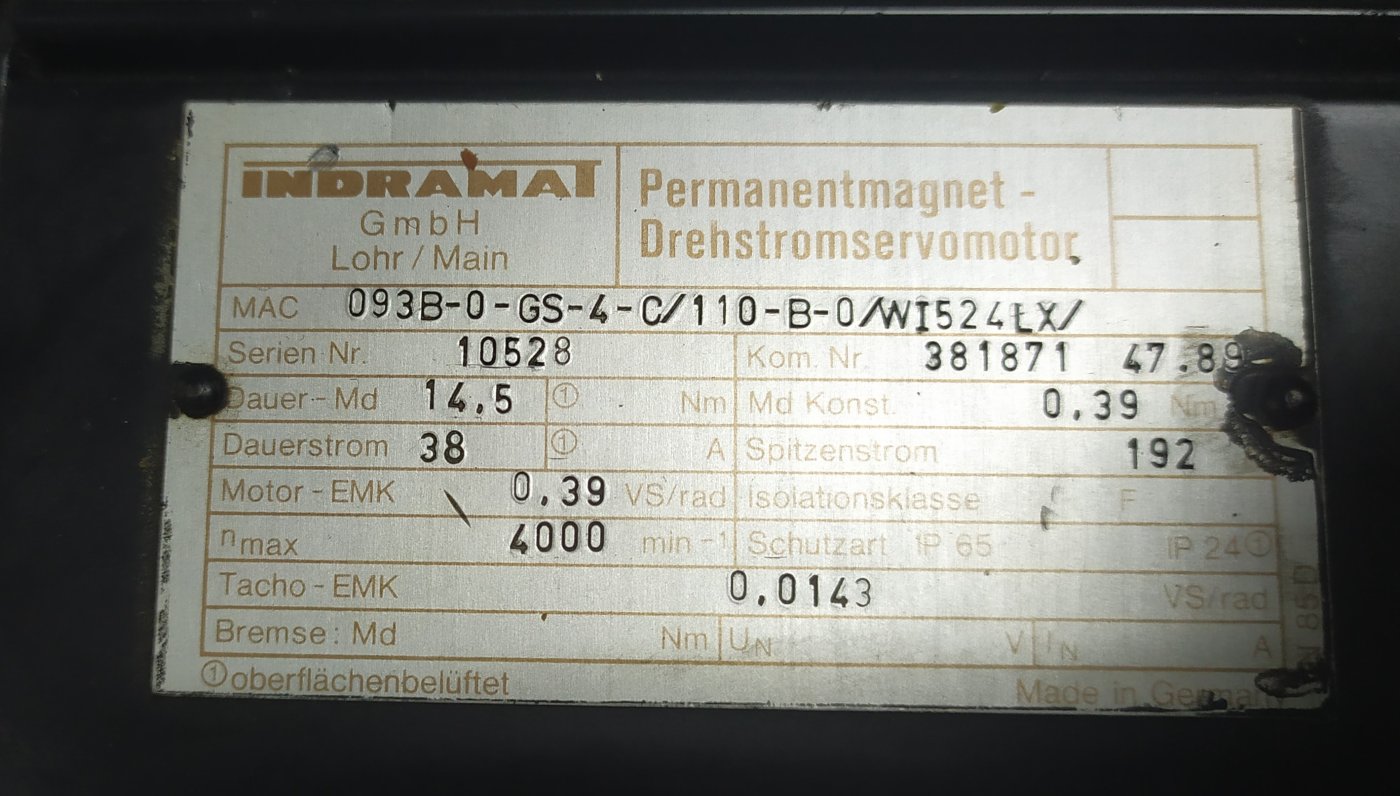 INDRAMAT
GmbH
Lohr / Main
Permanentmagnet -
Drehstromservomotor
MAC 093B-0-GS-4-C/110-B-0/WI524LX/
Serien Nr. 10528 Kom. Nr. 381871 47.89
Dauer - Md 14,5 ① Nm Md Konst. 0,39 Nm
Dauerstrom 38 ① A Spitzenstrom 192
Motor - EMK 0,39 VS/rad Isolationsklasse F
nmax 4000 min -1 Schutzart IP 65 IP 24①
Tacho - EMK 0,0143 VS/rad
Bremse: Md Nm UN V IN A
①oberflächenbelüftet Made in Germany